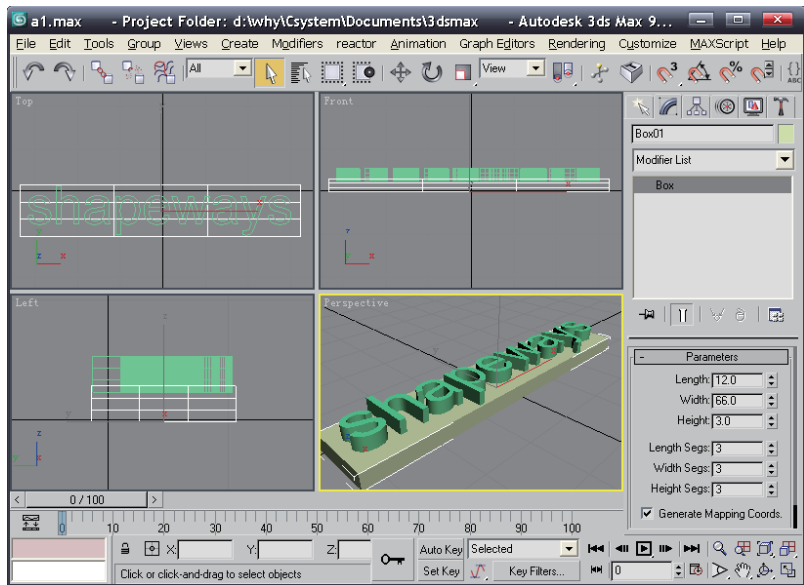 a1.max - Project Folder: d:\why\Csystem\Documents\3dsmax - Autodesk 3ds Max 9...
File Edit Tools Group Views Create Modifiers reactor Animation Graph Editors Rendering Customize MAXScript Help
All View 3 % ABC
Top
shapeways
z x
Front
x
z
y x
Box01
Modifier List
Box
Left
z
y x
z
y x
Perspective
shapeways
Parameters
Length: 12.0
Width: 66.0
Height: 3.0
Length Segs: 3
Width Segs: 3
Height Segs: 3
Generate Mapping Coords.
< 0 / 100 >
0 10 20 30 40 50 60 70 80 90 100
X: Y: Z: Auto Key Selected
Click or click-and-drag to select objects Set Key Key Filters... 0